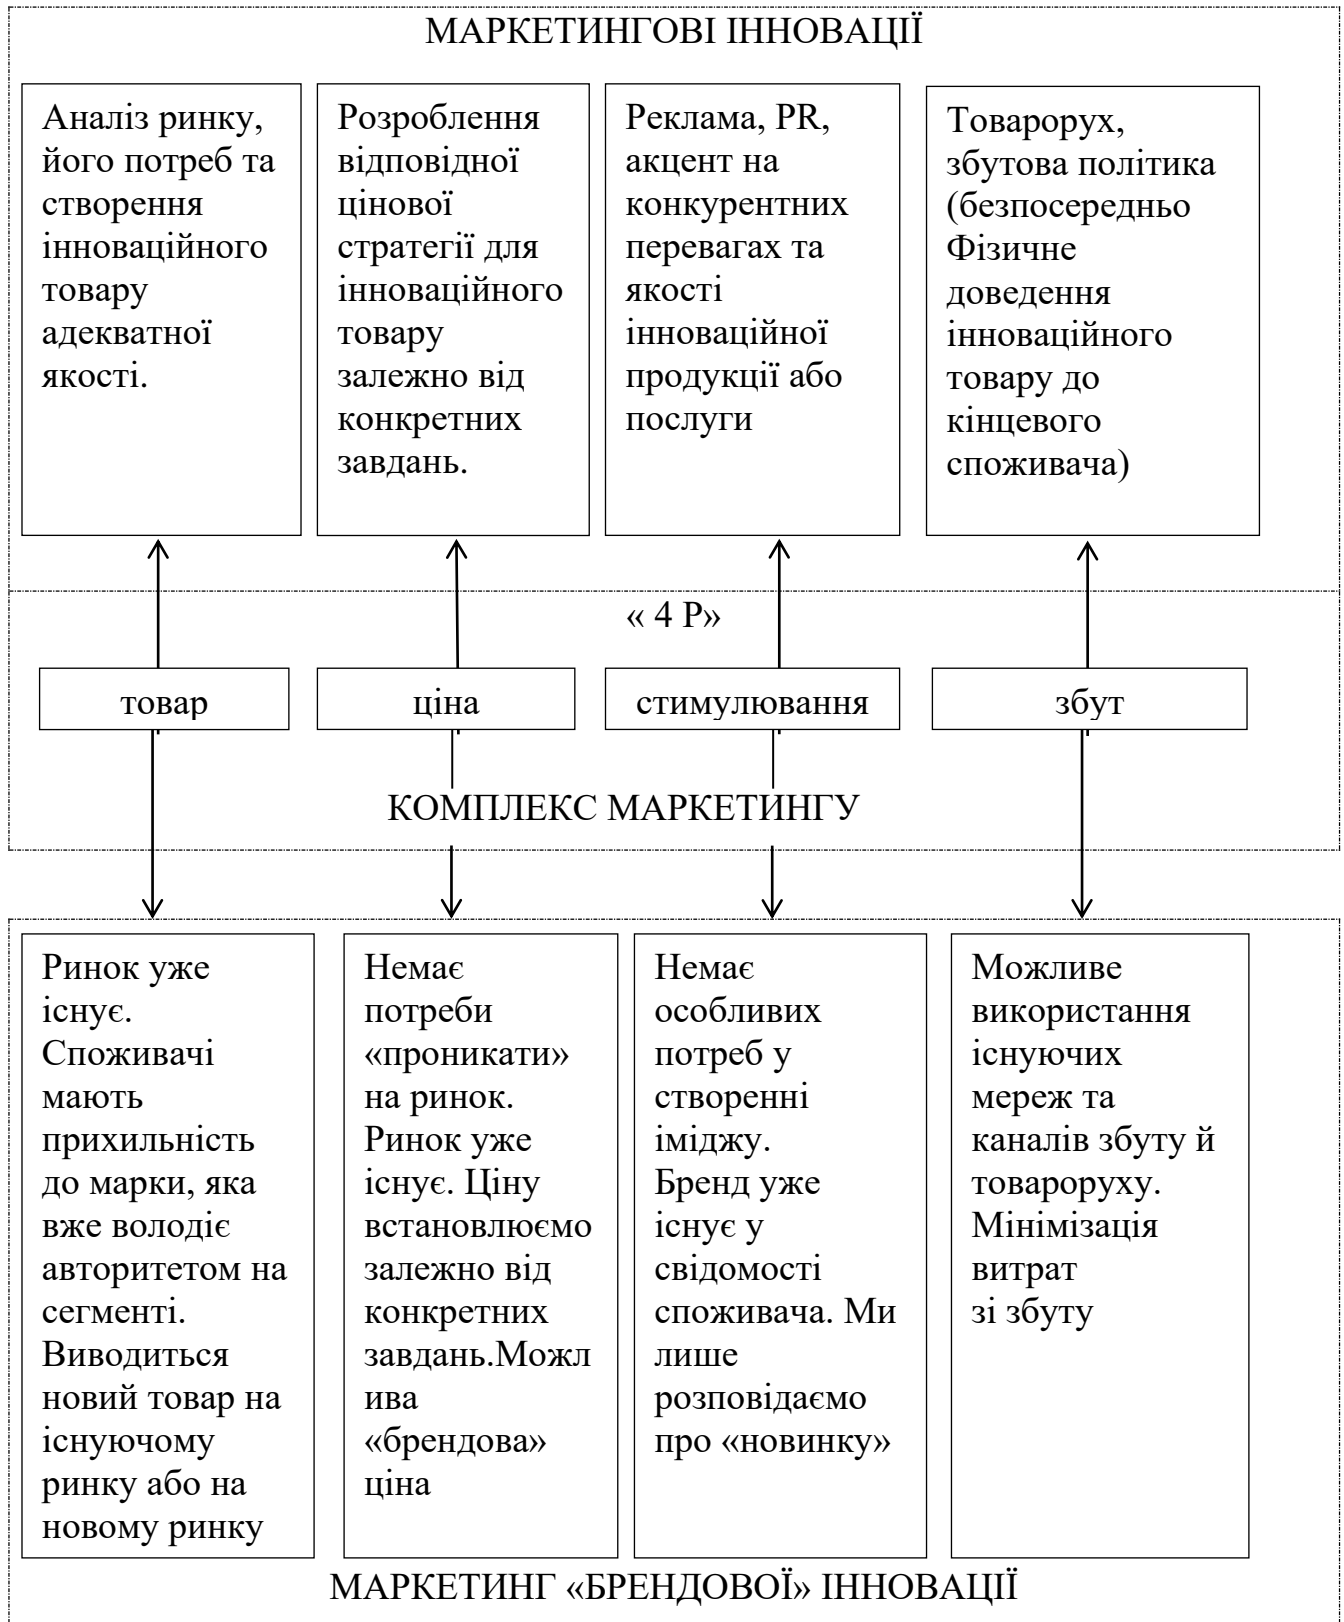 МАРКЕТИНГОВІ ІННОВАЦІЇ
Аналіз ринку,
його потреб та
створення
інноваційного
товару
адекватної
якості.
Розроблення
відповідної
цінової
стратегії для
інноваційного
товару
залежно від
конкретних
завдань.
Реклама, PR,
акцент на
конкурентних
перевагах та
якості
інноваційної
продукції або
послуги
Товарорух,
збутова політика
(безпосередньо
Фізичне
доведення
інноваційного
товару до
кінцевого
споживача)
« 4 Р»
товар
ціна
стимулювання
збут
КОМПЛЕКС МАРКЕТИНГУ
Ринок уже
існує.
Споживачі
мають
прихильність
до марки, яка
вже володіє
авторитетом на
сегменті.
Виводиться
новий товар на
існуючому
ринку або на
новому ринку
Немає
потреби
«проникати»
на ринок.
Ринок уже
існує. Ціну
встановлюємо
залежно від
конкретних
завдань.Можл
ива
«брендова»
ціна
Немає
особливих
потреб у
створенні
іміджу.
Бренд уже
існує у
свідомості
споживача. Ми
лише
розповідаємо
про «новинку»
Можливе
використання
існуючих
мереж та
каналів збуту й
товароруху.
Мінімізація
витрат
зі збуту
МАРКЕТИНГ «БРЕНДОВОЇ» ІННОВАЦІЇ